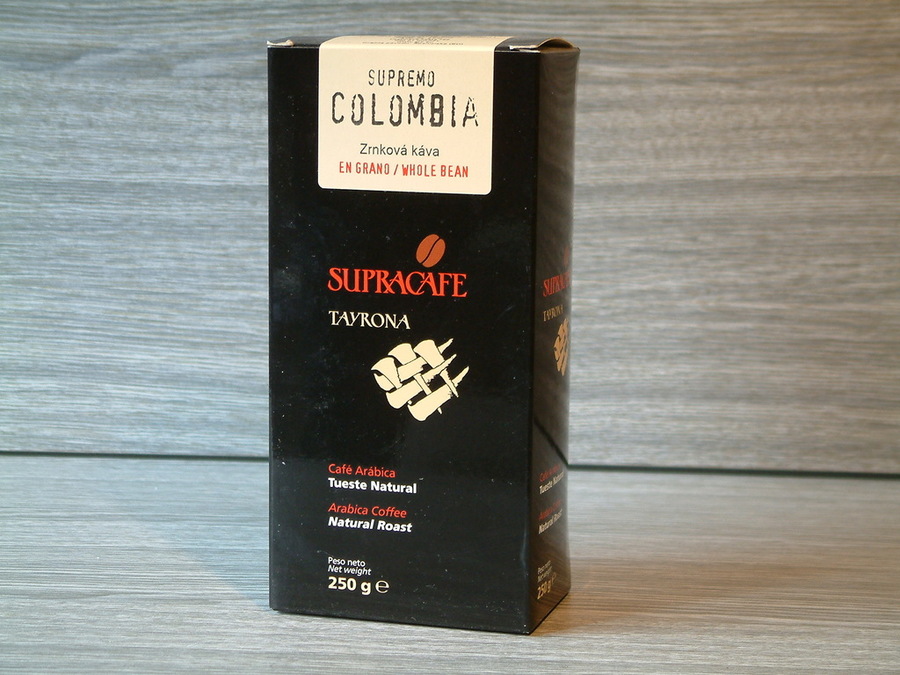 SUPREMO
COLOMBIA
Zrnková káva
EN GRANO / WHOLE BEAN
SUPRACAFE
TAYRONA
Café Arábica
Tueste Natural
Arabica Coffee
Natural Roast
Peso neto
Net weight
250 g ℮